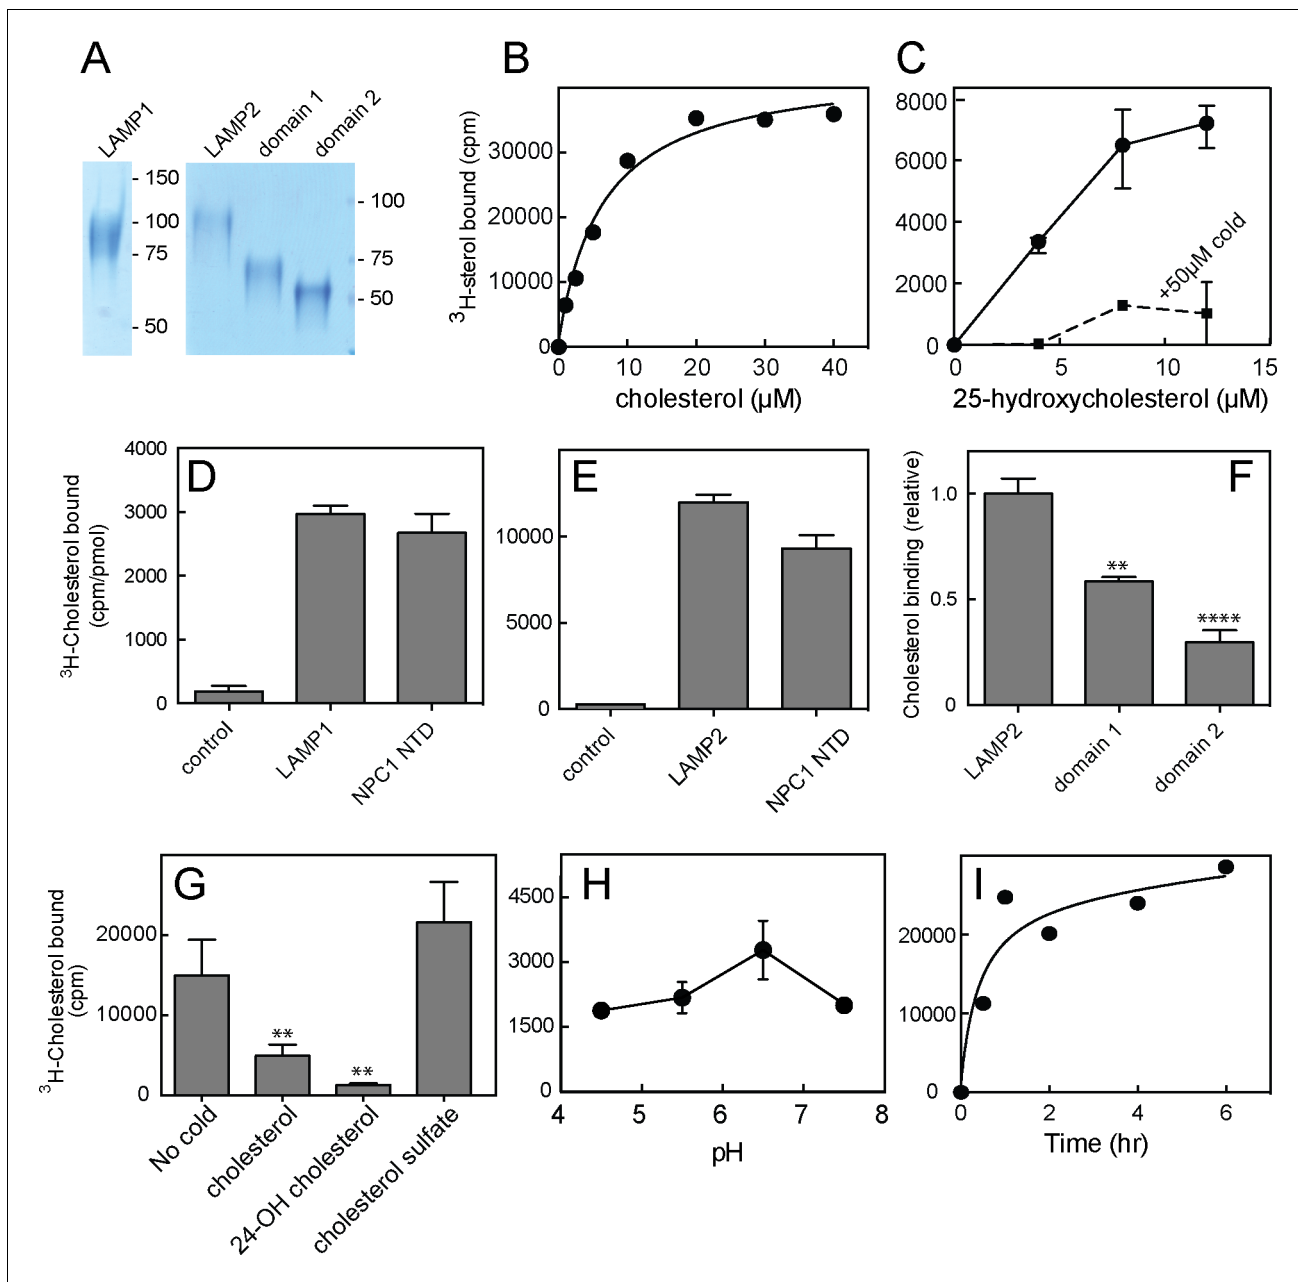 A
LAMP1
LAMP2
domain 1
domain 2
- 150
- 100
- 75
- 50
- 100
- 75
- 50
B
³H-sterol bound (cpm)
30000
20000
10000
0
0 10 20 30 40
cholesterol (µM)
C
8000
6000
4000
2000
0
+50µM cold
0 5 10 15
25-hydroxycholesterol (µM)
D
³H-Cholesterol bound
(cpm/pmol)
4000
3000
2000
1000
0
control
LAMP1
NPC1 NTD
E
10000
5000
0
control
LAMP2
NPC1 NTD
F
Cholesterol binding (relative)
1.0
0.5
0
**
****
LAMP2
domain 1
domain 2
G
³H-Cholesterol bound
(cpm)
20000
10000
0
**
**
No cold
cholesterol
24-OH cholesterol
cholesterol sulfate
H
4500
3000
1500
0
4 5 6 7 8
pH
I
20000
10000
0
0 2 4 6
Time (hr)